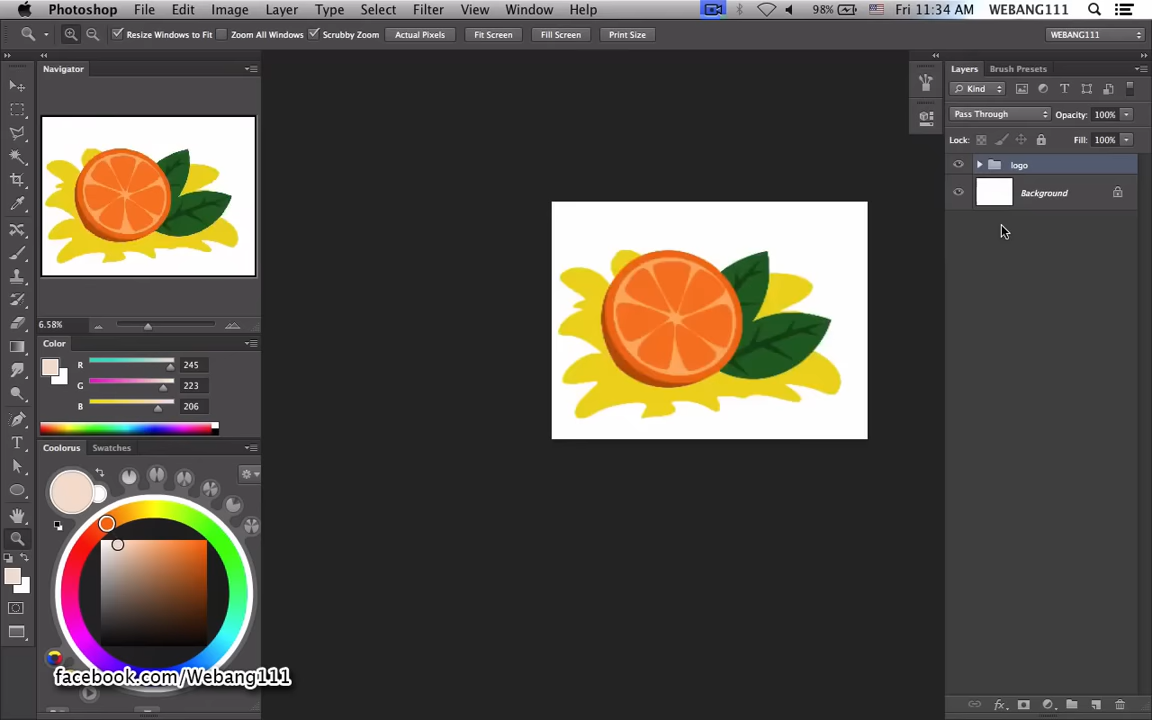 Photoshop File Edit Image Layer Type Select Filter View Window Help 98% Fri 11:34 AM WEBANG111
Resize Windows to Fit Zoom All Windows Scrubby Zoom Actual Pixels Fit Screen Fill Screen Print Size WEBANG111
Navigator
Layers Brush Presets
Kind
Pass Through Opacity: 100%
Lock: Fill: 100%
logo
Background
6.58%
Color
R 245
G 223
B 206
Coolorus Swatches
facebook.com/Webang111